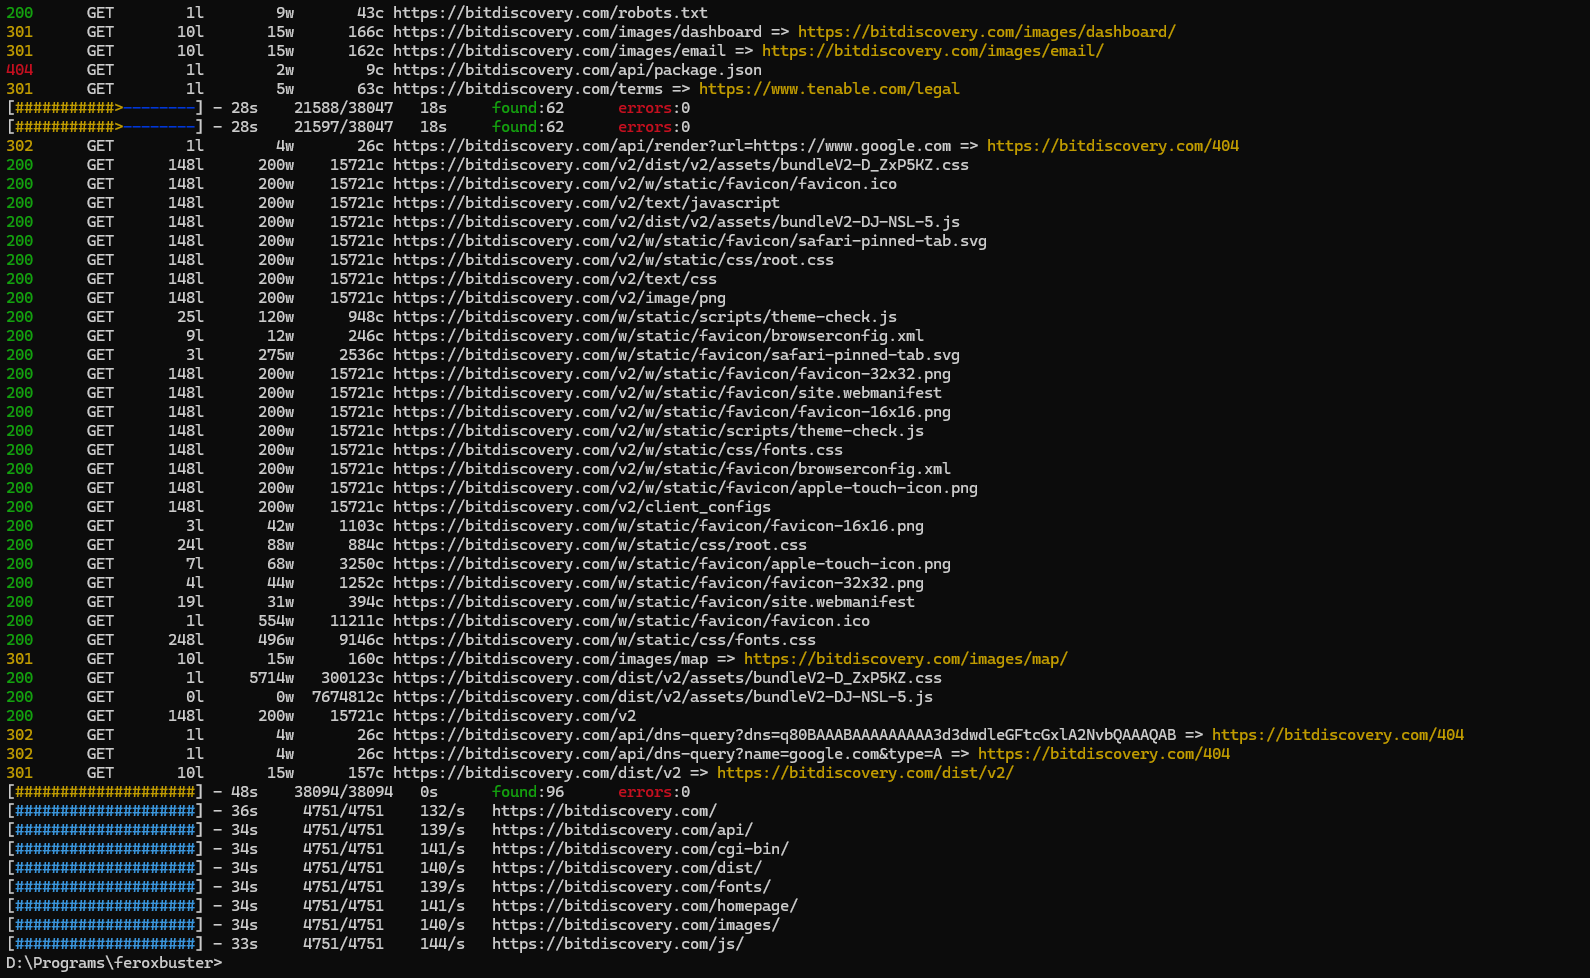 200 GET 1l 9w 43c https://bitdiscovery.com/robots.txt
301 GET 10l 15w 166c https://bitdiscovery.com/images/dashboard => https://bitdiscovery.com/images/dashboard/
301 GET 10l 15w 162c https://bitdiscovery.com/images/email => https://bitdiscovery.com/images/email/
404 GET 1l 2w 9c https://bitdiscovery.com/api/package.json
301 GET 1l 5w 63c https://bitdiscovery.com/terms => https://www.tenable.com/legal
[###########>--------] - 28s 21588/38047 18s found:62 errors:0
[###########>--------] - 28s 21597/38047 18s found:62 errors:0
302 GET 1l 4w 26c https://bitdiscovery.com/api/render?url=https://www.google.com => https://bitdiscovery.com/404
200 GET 148l 200w 15721c https://bitdiscovery.com/v2/dist/v2/assets/bundleV2-D_ZxP5KZ.css
200 GET 148l 200w 15721c https://bitdiscovery.com/v2/w/static/favicon/favicon.ico
200 GET 148l 200w 15721c https://bitdiscovery.com/v2/text/javascript
200 GET 148l 200w 15721c https://bitdiscovery.com/v2/dist/v2/assets/bundleV2-DJ-NSL-5.js
200 GET 148l 200w 15721c https://bitdiscovery.com/v2/w/static/favicon/safari-pinned-tab.svg
200 GET 148l 200w 15721c https://bitdiscovery.com/v2/w/static/css/root.css
200 GET 148l 200w 15721c https://bitdiscovery.com/v2/text/css
200 GET 148l 200w 15721c https://bitdiscovery.com/v2/image/png
200 GET 25l 120w 948c https://bitdiscovery.com/w/static/scripts/theme-check.js
200 GET 9l 12w 246c https://bitdiscovery.com/w/static/favicon/browserconfig.xml
200 GET 3l 275w 2536c https://bitdiscovery.com/w/static/favicon/safari-pinned-tab.svg
200 GET 148l 200w 15721c https://bitdiscovery.com/v2/w/static/favicon/favicon-32x32.png
200 GET 148l 200w 15721c https://bitdiscovery.com/v2/w/static/favicon/site.webmanifest
200 GET 148l 200w 15721c https://bitdiscovery.com/v2/w/static/favicon/favicon-16x16.png
200 GET 148l 200w 15721c https://bitdiscovery.com/v2/w/static/scripts/theme-check.js
200 GET 148l 200w 15721c https://bitdiscovery.com/v2/w/static/css/fonts.css
200 GET 148l 200w 15721c https://bitdiscovery.com/v2/w/static/favicon/browserconfig.xml
200 GET 148l 200w 15721c https://bitdiscovery.com/v2/w/static/favicon/apple-touch-icon.png
200 GET 148l 200w 15721c https://bitdiscovery.com/v2/client_configs
200 GET 3l 42w 1103c https://bitdiscovery.com/w/static/favicon/favicon-16x16.png
200 GET 24l 88w 884c https://bitdiscovery.com/w/static/css/root.css
200 GET 7l 68w 3250c https://bitdiscovery.com/w/static/favicon/apple-touch-icon.png
200 GET 4l 44w 1252c https://bitdiscovery.com/w/static/favicon/favicon-32x32.png
200 GET 19l 31w 394c https://bitdiscovery.com/w/static/favicon/site.webmanifest
200 GET 1l 554w 11211c https://bitdiscovery.com/w/static/favicon/favicon.ico
200 GET 248l 496w 9146c https://bitdiscovery.com/w/static/css/fonts.css
301 GET 10l 15w 160c https://bitdiscovery.com/images/map => https://bitdiscovery.com/images/map/
200 GET 1l 5714w 300123c https://bitdiscovery.com/dist/v2/assets/bundleV2-D_ZxP5KZ.css
200 GET 0l 0w 7674812c https://bitdiscovery.com/dist/v2/assets/bundleV2-DJ-NSL-5.js
200 GET 148l 200w 15721c https://bitdiscovery.com/v2
302 GET 1l 4w 26c https://bitdiscovery.com/api/dns-query?dns=q80BAAABAAAAAAAAA3d3dwdleGFtcGxlA2NvbQAAAQAB => https://bitdiscovery.com/404
302 GET 1l 4w 26c https://bitdiscovery.com/api/dns-query?name=google.com&type=A => https://bitdiscovery.com/404
301 GET 10l 15w 157c https://bitdiscovery.com/dist/v2 => https://bitdiscovery.com/dist/v2/
[####################] - 48s 38094/38094 0s found:96 errors:0
[####################] - 36s 4751/4751 132/s https://bitdiscovery.com/
[####################] - 34s 4751/4751 139/s https://bitdiscovery.com/api/
[####################] - 34s 4751/4751 141/s https://bitdiscovery.com/cgi-bin/
[####################] - 34s 4751/4751 140/s https://bitdiscovery.com/dist/
[####################] - 34s 4751/4751 139/s https://bitdiscovery.com/fonts/
[####################] - 34s 4751/4751 141/s https://bitdiscovery.com/homepage/
[####################] - 34s 4751/4751 140/s https://bitdiscovery.com/images/
[####################] - 33s 4751/4751 144/s https://bitdiscovery.com/js/
D:\Programs\feroxbuster>